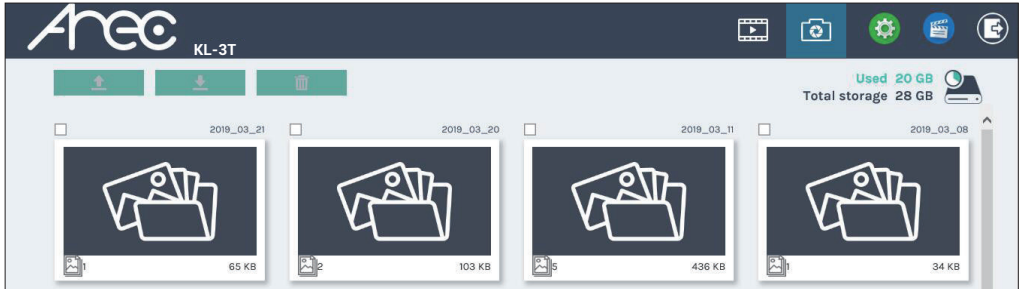 Arec KL-3T
Used 20 GB
Total storage 28 GB
2019_03_21 2019_03_20 2019_03_11 2019_03_08
1 65 KB 2 103 KB 5 436 KB 1 34 KB